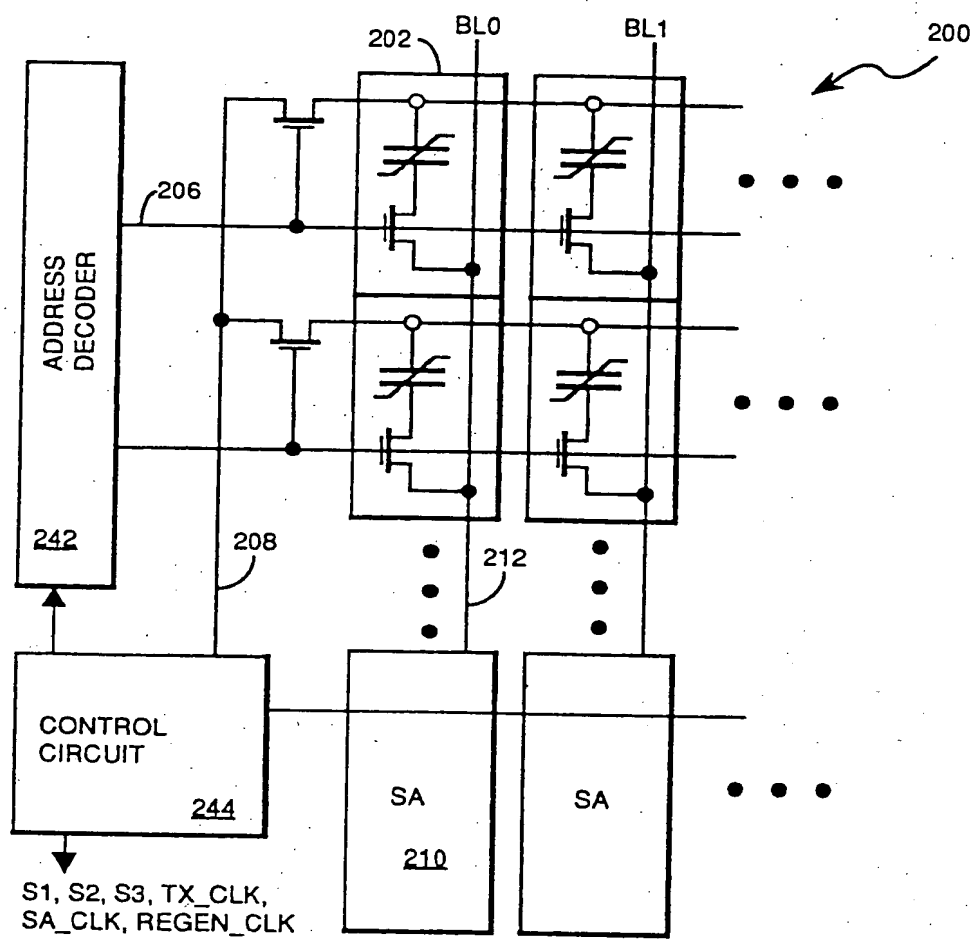 BL0
BL1
200
202
206
ADDRESS
DECODER
242
208
212
CONTROL
CIRCUIT
244
SA
210
SA
S1, S2, S3, TX_CLK,
SA_CLK, REGEN_CLK